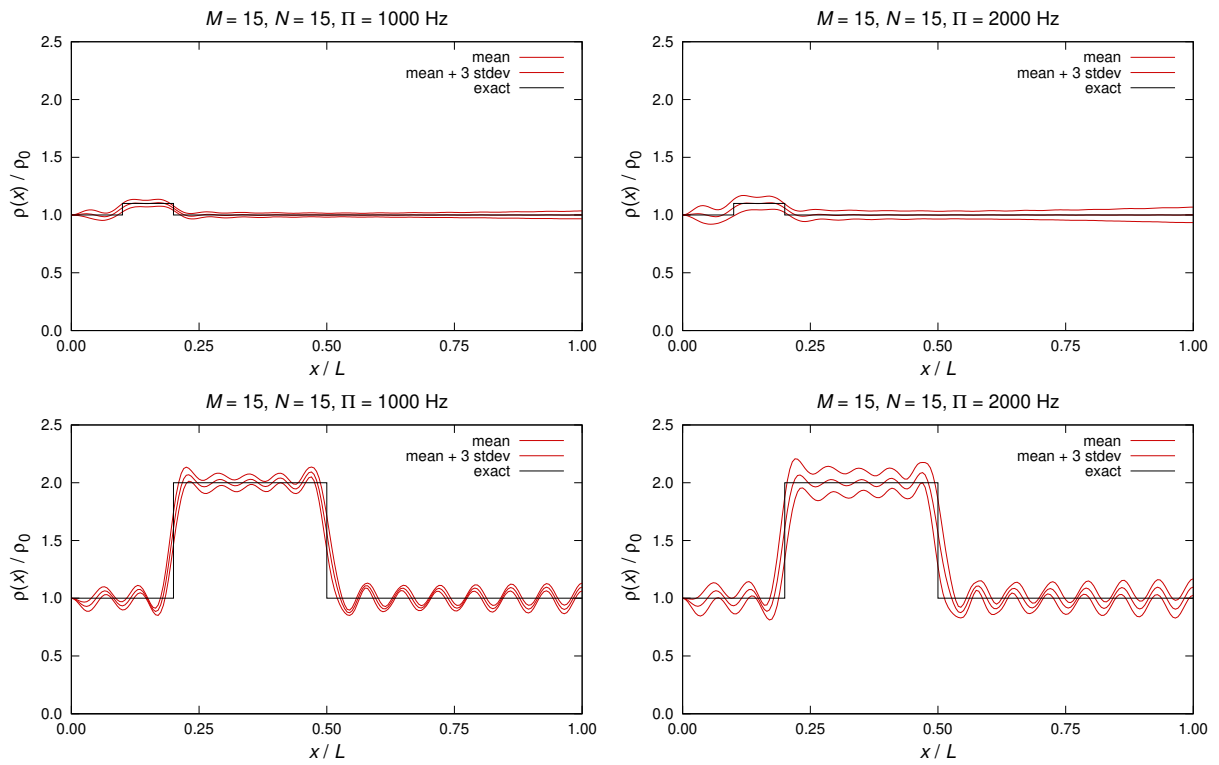 M = 15, N = 15, Π = 1000 Hz
2.5
2.0
1.5
1.0
0.5
0.0
ρ(x) / ρ0
mean
mean + 3 stdev
exact
0.00 0.25 0.50 0.75 1.00
x / L
M = 15, N = 15, Π = 2000 Hz
2.5
2.0
1.5
1.0
0.5
0.0
ρ(x) / ρ0
mean
mean + 3 stdev
exact
0.00 0.25 0.50 0.75 1.00
x / L
M = 15, N = 15, Π = 1000 Hz
2.5
2.0
1.5
1.0
0.5
0.0
ρ(x) / ρ0
mean
mean + 3 stdev
exact
0.00 0.25 0.50 0.75 1.00
x / L
M = 15, N = 15, Π = 2000 Hz
2.5
2.0
1.5
1.0
0.5
0.0
ρ(x) / ρ0
mean
mean + 3 stdev
exact
0.00 0.25 0.50 0.75 1.00
x / L